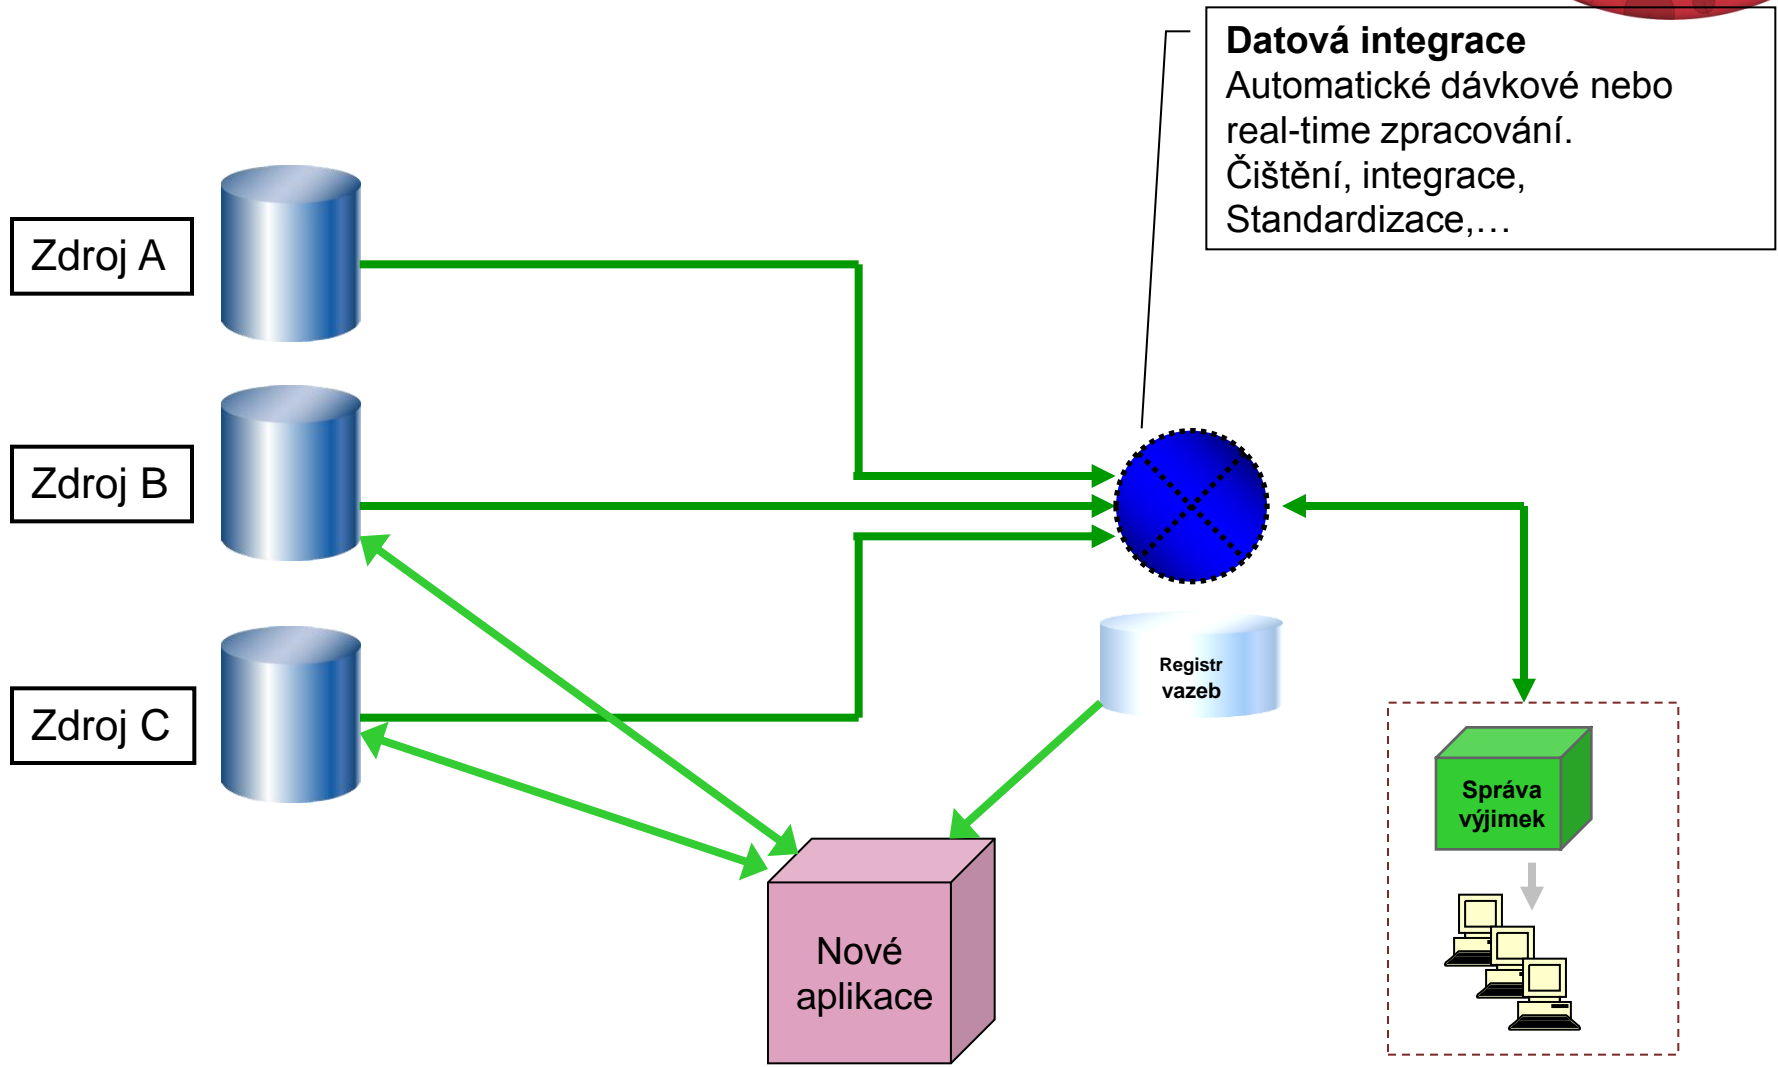 Datová integrace
Automatické dávkové nebo
real-time zpracování.
Čištění, integrace,
Standardizace,…
Zdroj A
Zdroj B
Zdroj C
Registr
vazeb
Správa
výjimek
Nové
aplikace